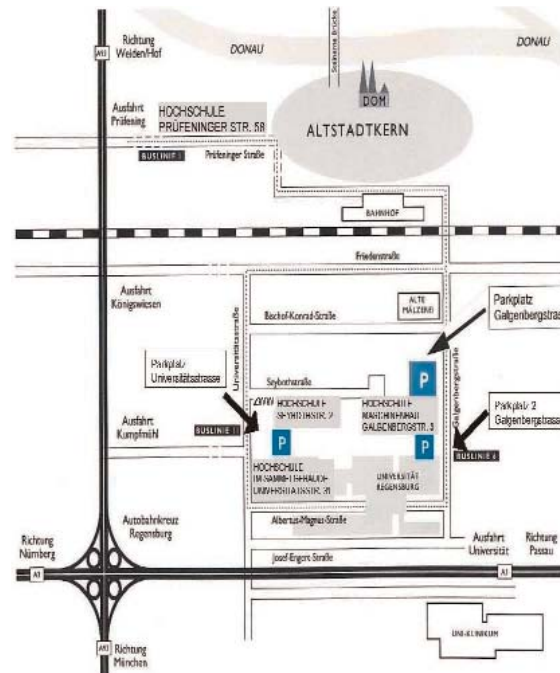 Richtung
Weiden/Hof
DONAU
Steinerne Brücke
DONAU
DOM
ALTSTADTKERN
Ausfahrt
Prüfening
HOCHSCHULE
PRÜFENINGER STR. 58
BUSLINIE 1
Prüfeninger Straße
BAHNHOF
Friedenstraße
Ausfahrt
Königswiesen
Universitätsstraße
Bischof-Konrad-Straße
ALTE
MÄLZEREI
Parkplatz
Galgenbergstrasse
Parkplatz
Universitätsstrasse
Seybothstraße
P
Galgenbergstraße
HOCHSCHULE
SEYBOTHSTR. 2
HOCHSCHULE
MASCHINENBAU
GALGENBERGSTR. 3
Parkplatz 2
Galgenbergstrasse
Ausfahrt
Kumpfmühl
BUSLINIE 11
P
P
BUSLINIE 6
HOCHSCHULE
IM SAMMELGEBÄUDE
UNIVERSITÄTSSTR. 31
UNIVERSITÄT
REGENSBURG
Autobahnkreuz
Regensburg
Albertus-Magnus-Straße
Richtung
Nürnberg
Josef-Engert-Straße
Ausfahrt
Universität
Richtung
Passau
A3
A3
UNI-KLINIKUM
A93
Richtung
München